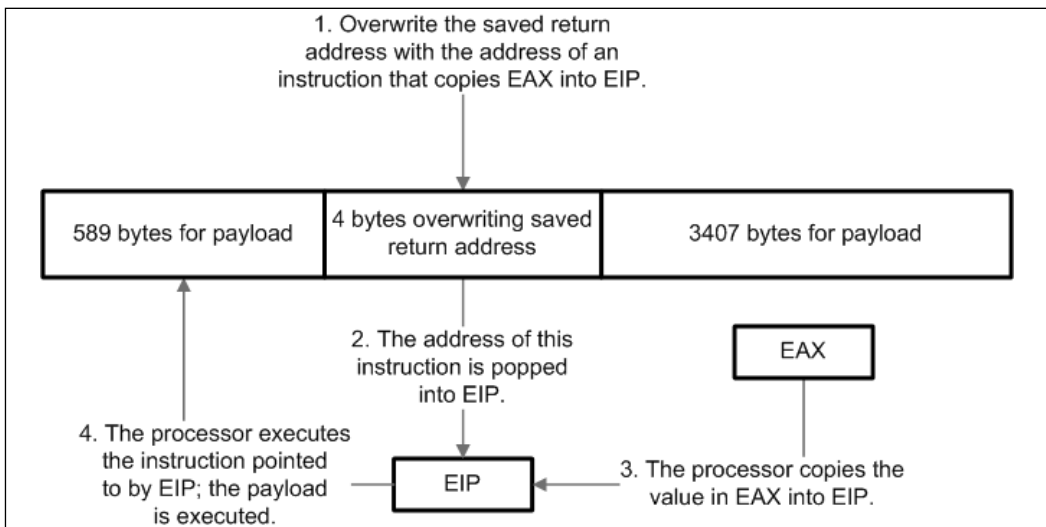 1. Overwrite the saved return
address with the address of an
instruction that copies EAX into EIP.
589 bytes for payload
4 bytes overwriting saved
return address
3407 bytes for payload
2. The address of this
instruction is popped
into EIP.
EAX
4. The processor executes
the instruction pointed
to by EIP; the payload
is executed.
EIP
3. The processor copies the
value in EAX into EIP.